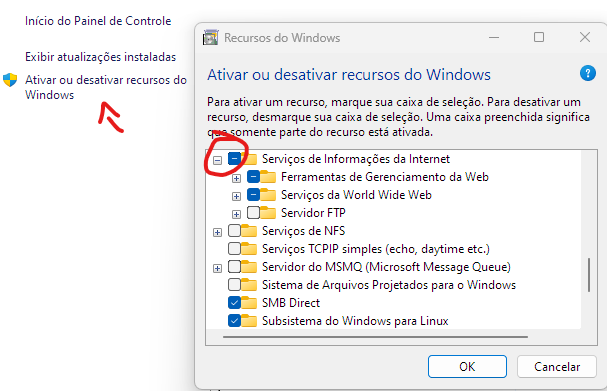 Início do Painel de Controle
Exibir atualizações instaladas
Ativar ou desativar recursos do
Windows
Recursos do Windows
Ativar ou desativar recursos do Windows
?
Para ativar um recurso, marque sua caixa de seleção. Para desativar um
recurso, desmarque sua caixa de seleção. Uma caixa preenchida significa
que somente parte do recurso está ativada.
Serviços de Informações da Internet
Ferramentas de Gerenciamento da Web
Serviços da World Wide Web
Servidor FTP
Serviços de NFS
Serviços TCPIP simples (echo, daytime etc.)
Servidor do MSMQ (Microsoft Message Queue)
Sistema de Arquivos Projetados para o Windows
SMB Direct
Subsistema do Windows para Linux
OK
Cancelar